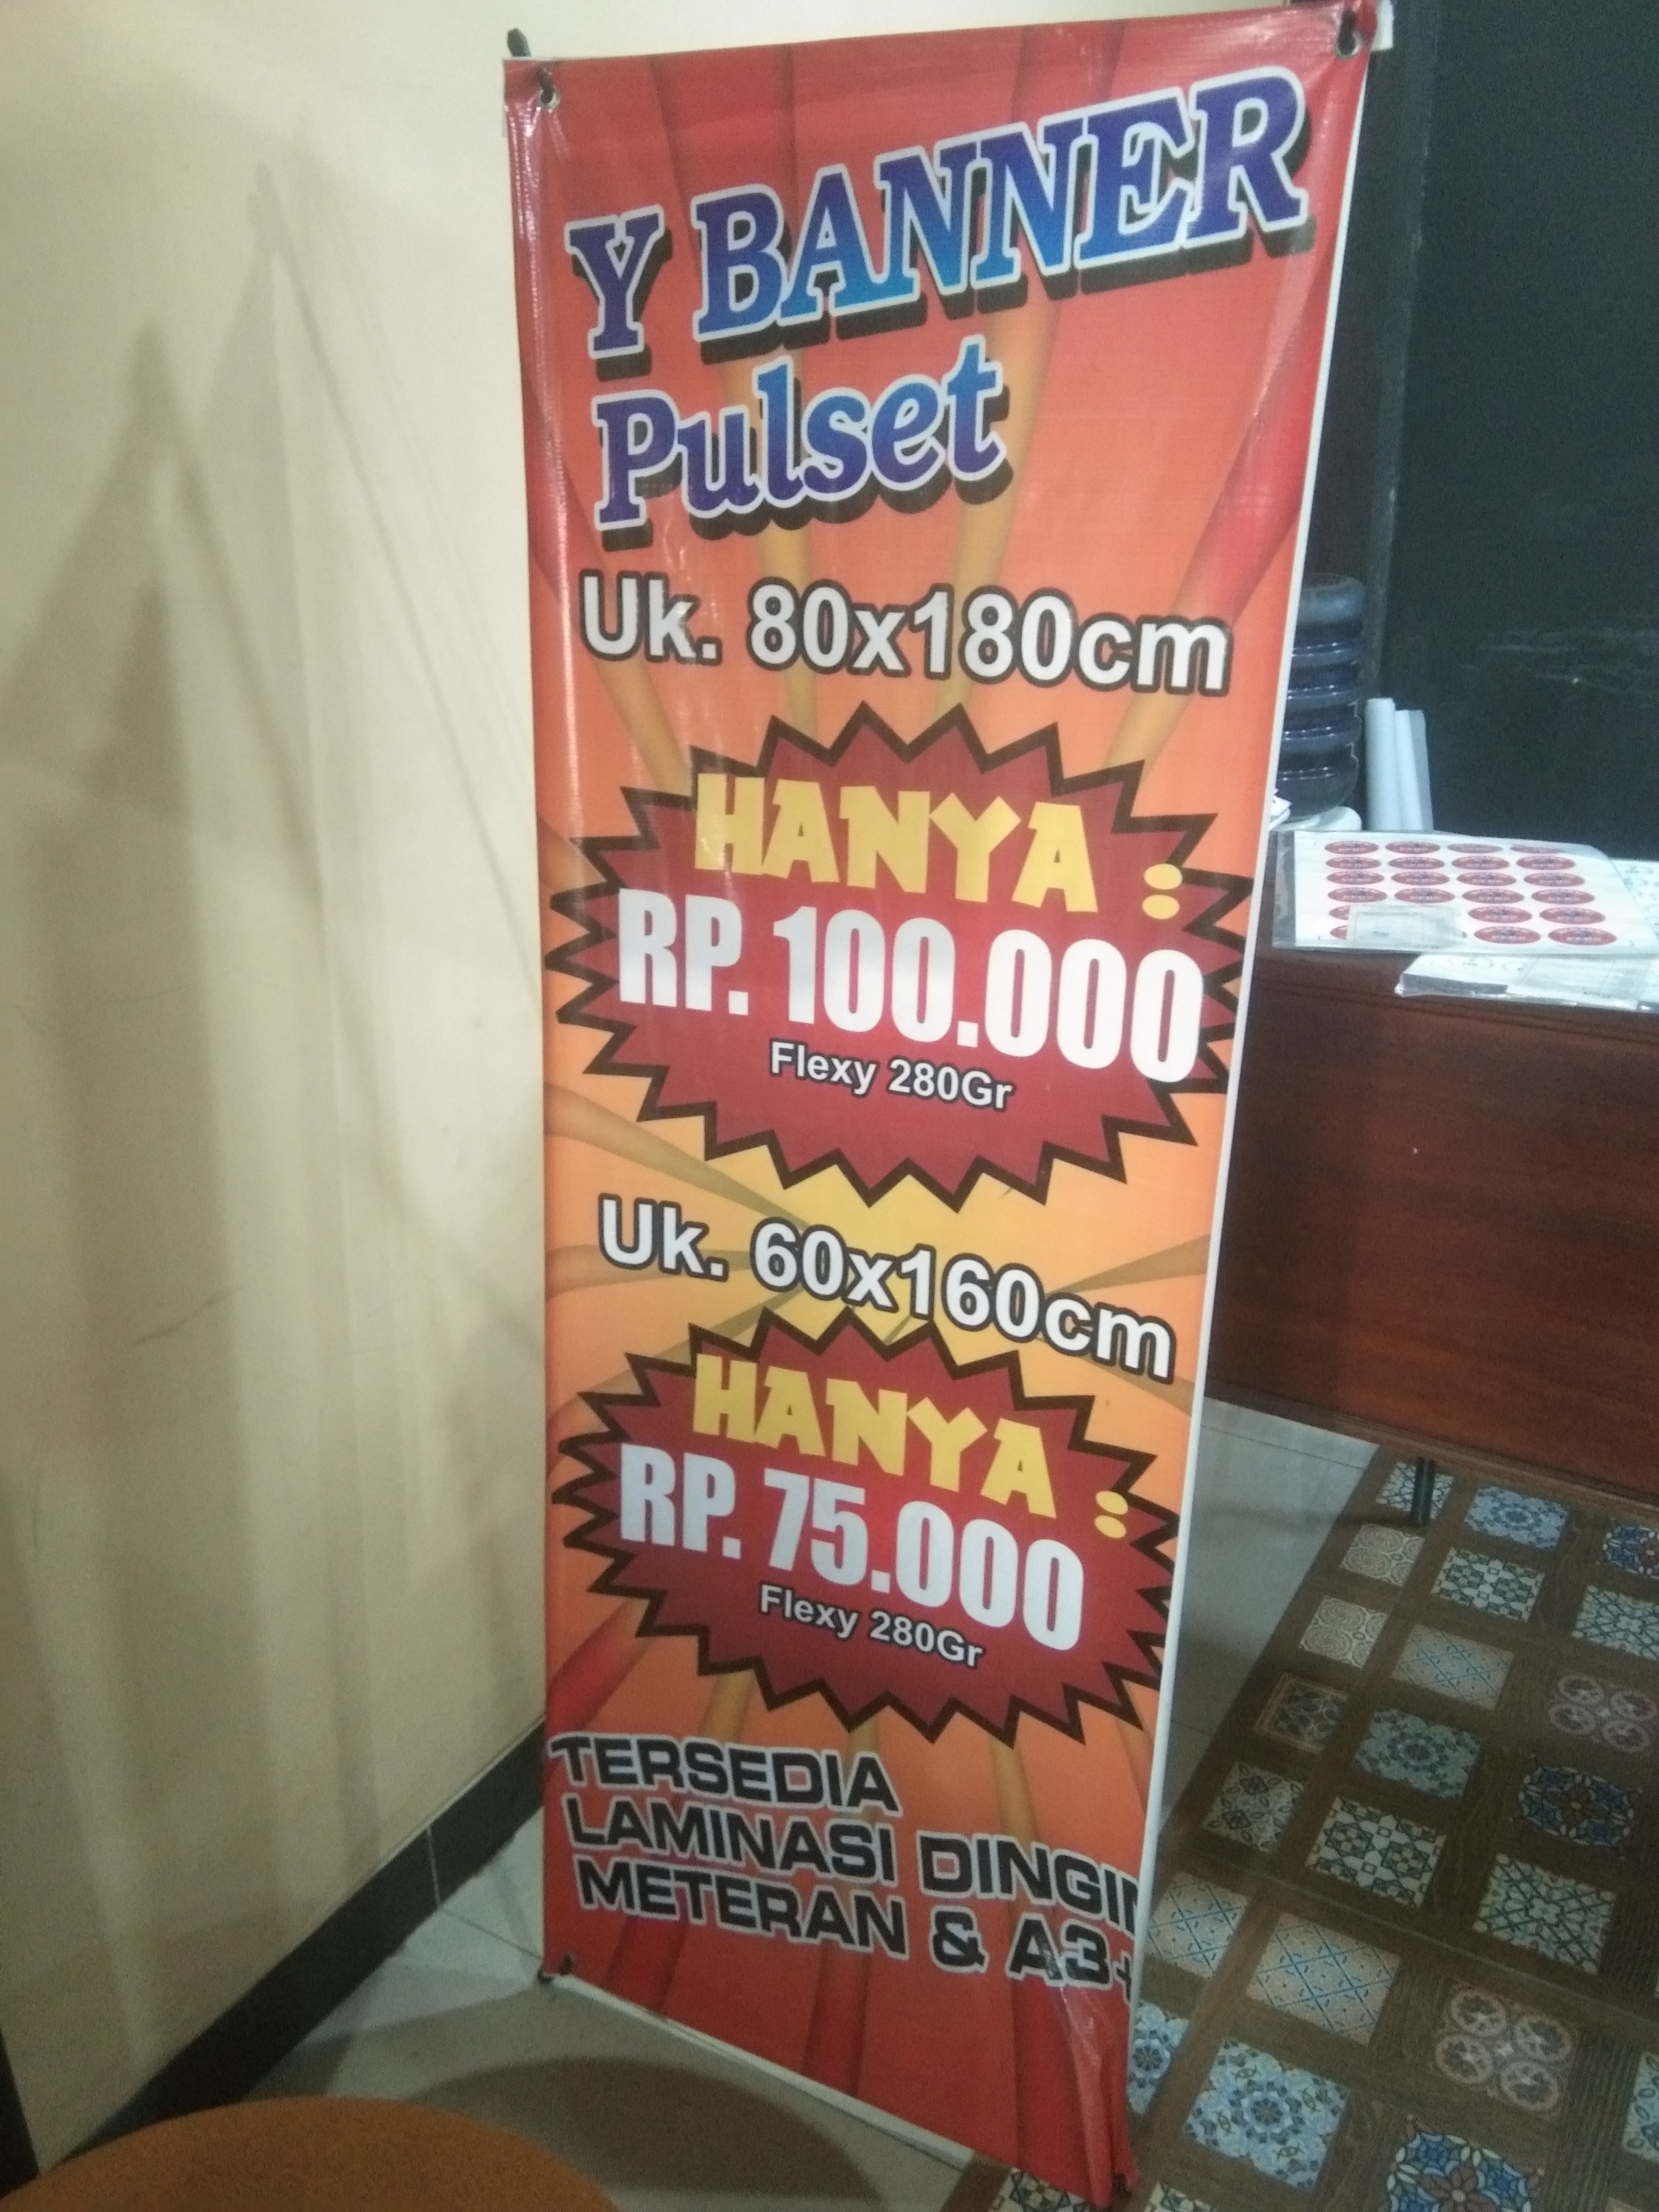 Y BANNER
Pulset
Uk. 80x180cm
HANYA :
RP. 100.000
Flexy 280Gr
Uk. 60x160cm
HANYA :
RP. 75.000
Flexy 280Gr
TERSEDIA
LAMINASI DINGIN
METERAN & A3+